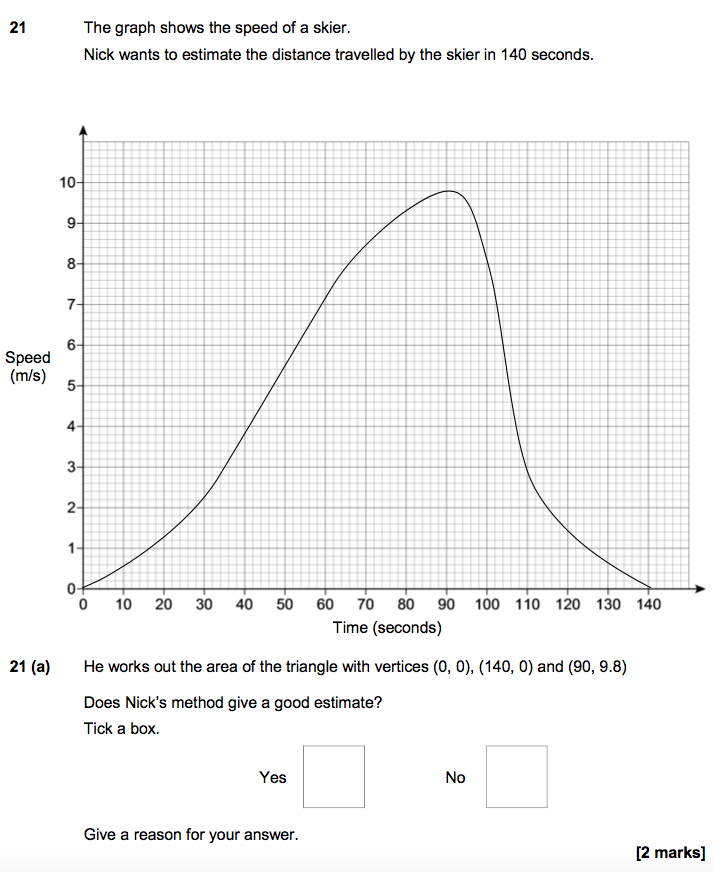 21 The graph shows the speed of a skier.
Nick wants to estimate the distance travelled by the skier in 140 seconds.
10
9
8
7
6
Speed
(m/s)
5
4
3
2
1
0
0 10 20 30 40 50 60 70 80 90 100 110 120 130 140
Time (seconds)
21 (a) He works out the area of the triangle with vertices (0, 0), (140, 0) and (90, 9.8)
Does Nick's method give a good estimate?
Tick a box.
Yes No
Give a reason for your answer.
[2 marks]